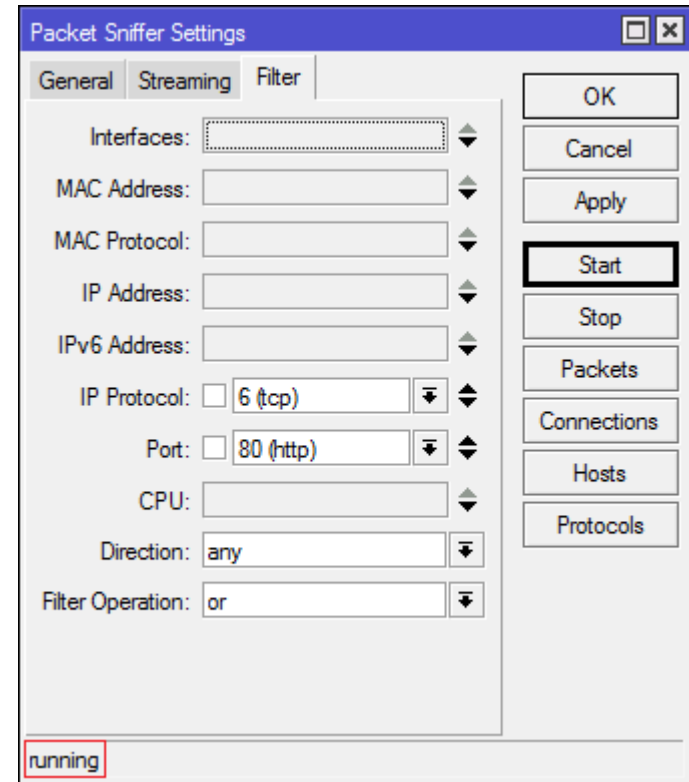 Packet Sniffer Settings
General Streaming Filter
Interfaces:
MAC Address:
MAC Protocol:
IP Address:
IPv6 Address:
IP Protocol: 6 (tcp)
Port: 80 (http)
CPU:
Direction: any
Filter Operation: or
OK
Cancel
Apply
Start
Stop
Packets
Connections
Hosts
Protocols
running